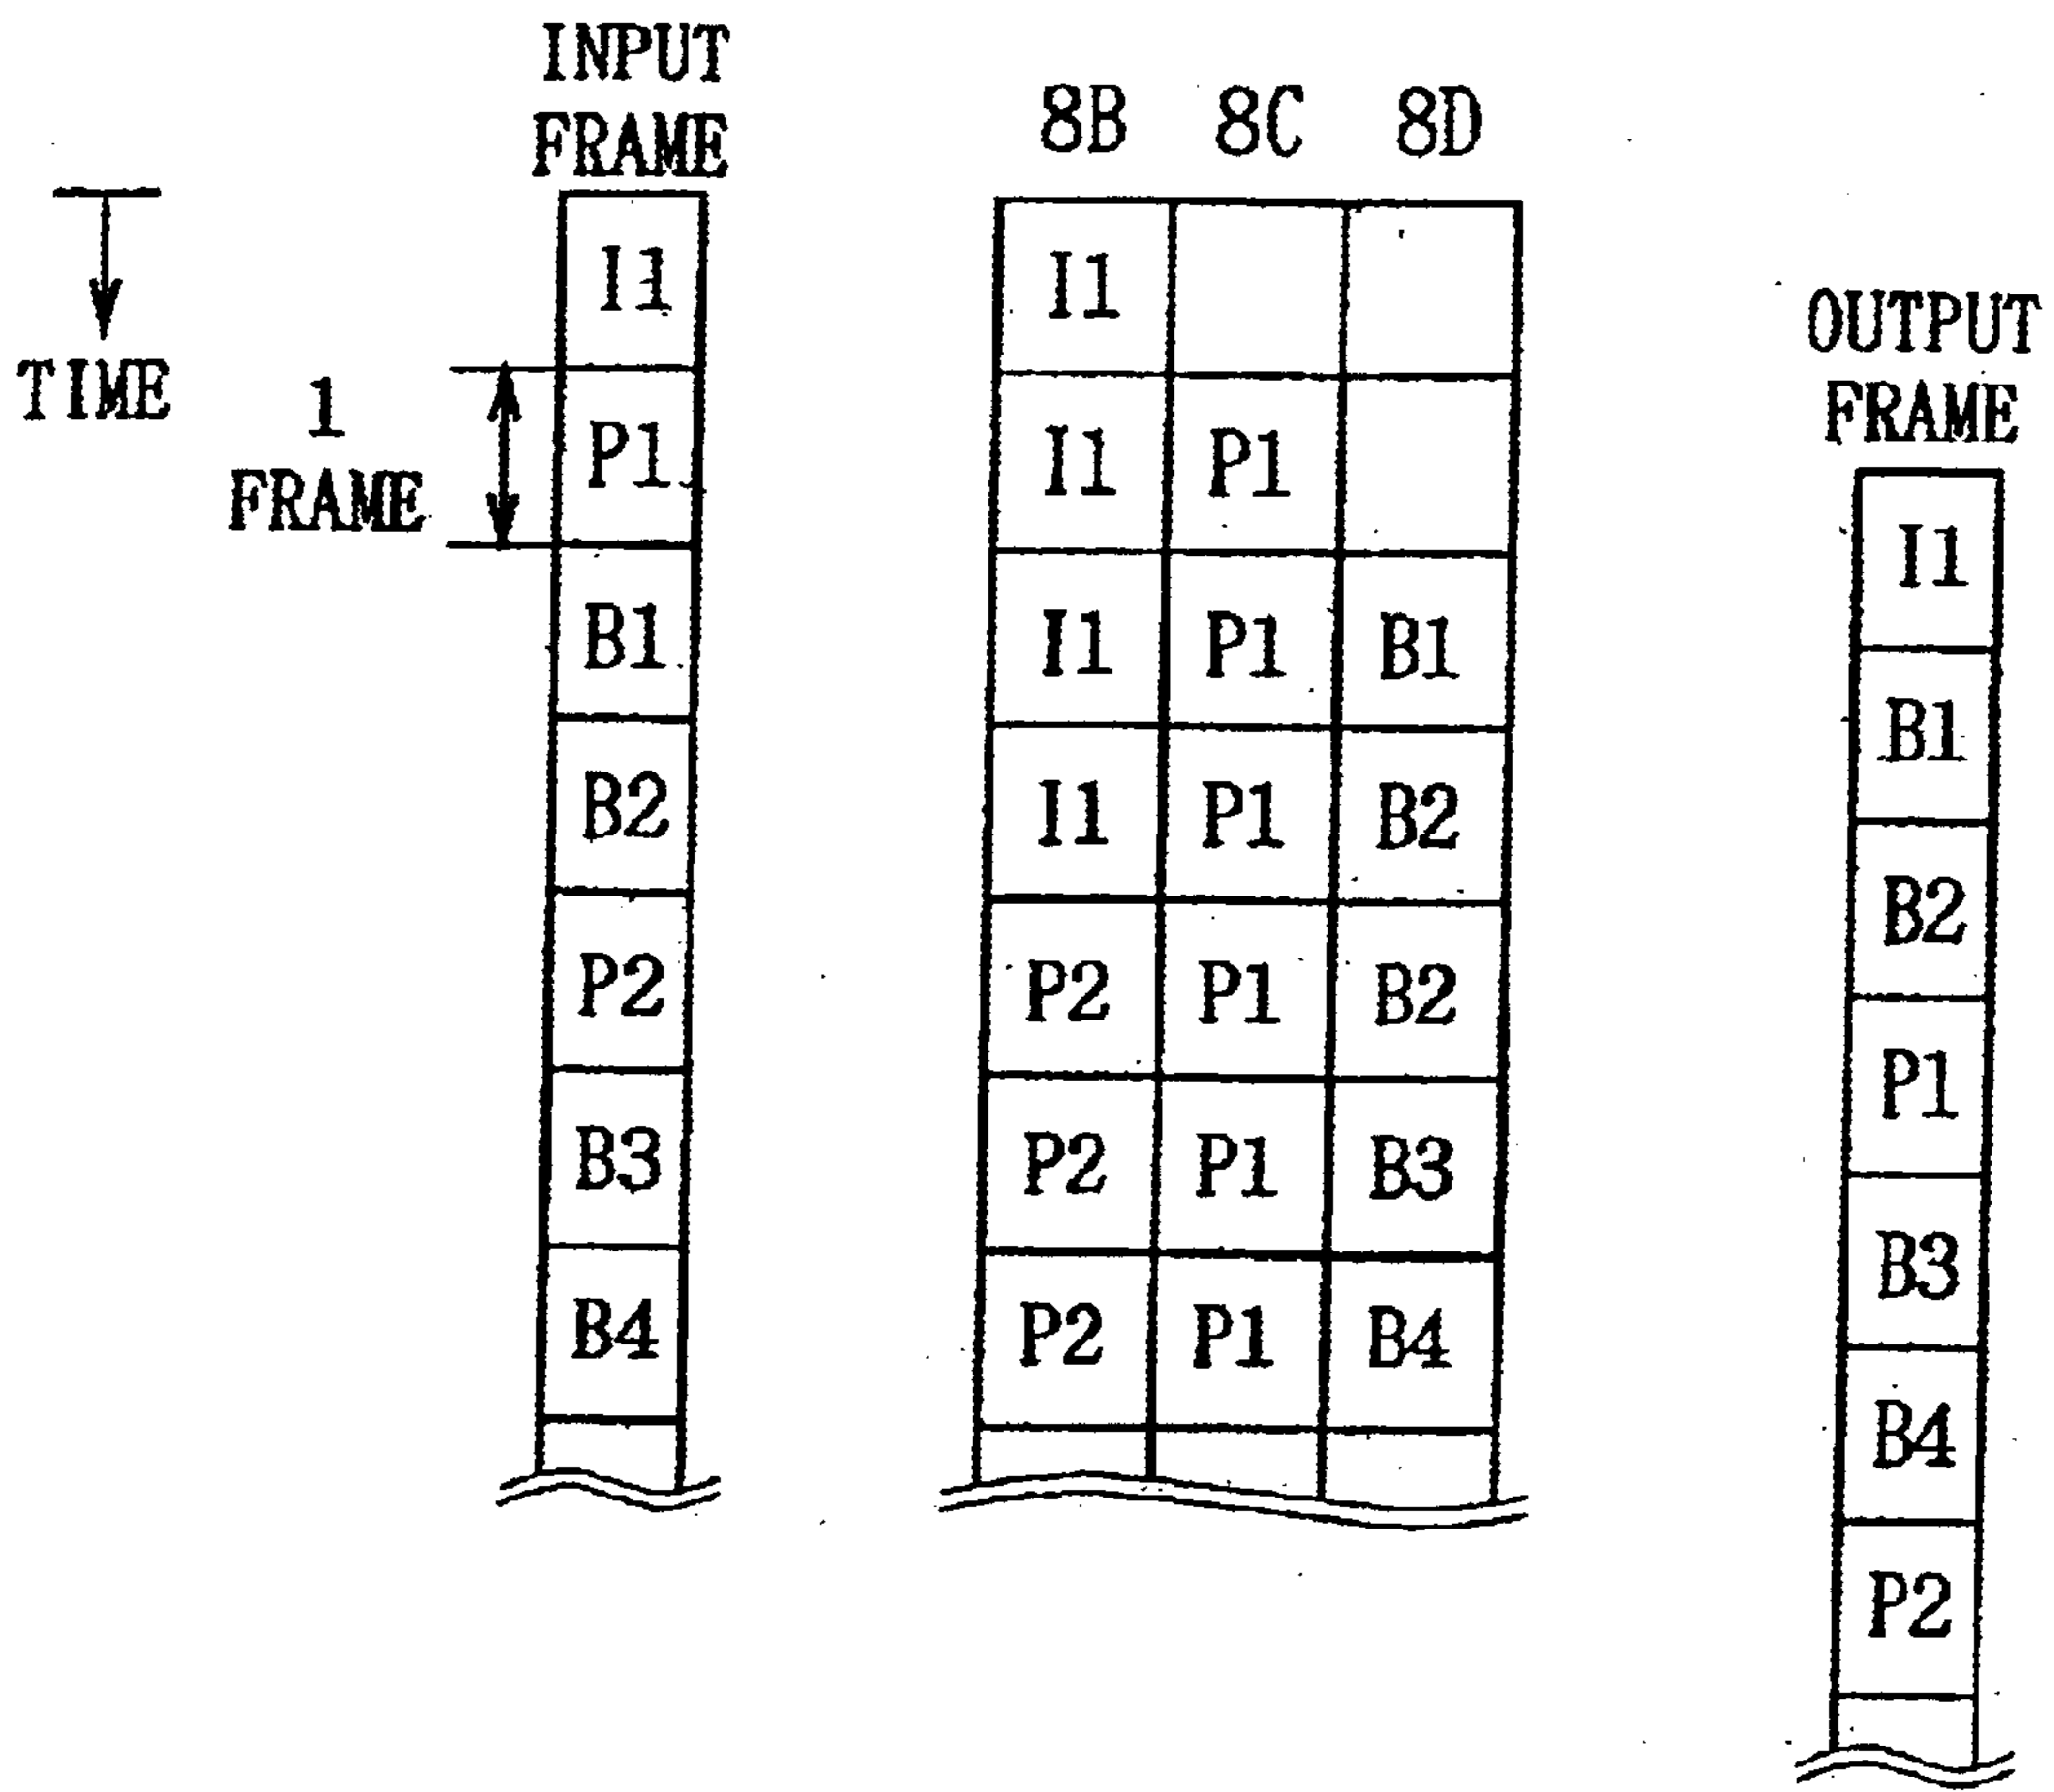 INPUT
FRAME
8B 8C 8D
TIME
1
FRAME
OUTPUT
FRAME
I1
P1
B1
B2
P2
B3
B4
I1
I1 P1
I1 P1 B1
I1 P1 B2
P2 P1 B2
P2 P1 B3
P2 P1 B4
I1
B1
B2
P1
B3
B4
P2